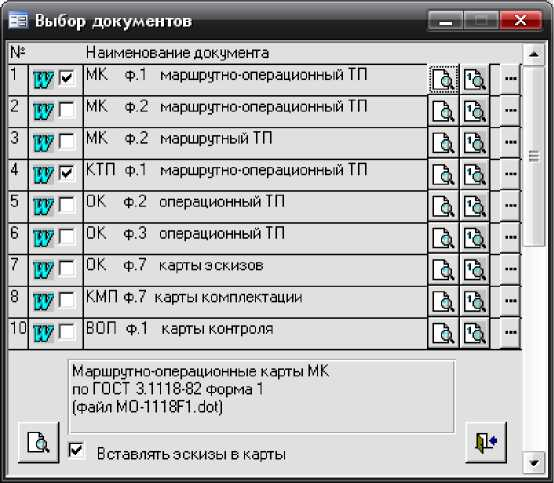 Выбор документов
№ Наименование документа
1 W МК ф.1 маршрутно-операционный ТП ...
2 W МК ф.2 маршрутно-операционный ТП ...
3 W МК ф.2 маршрутный ТП ...
4 W КТП ф.1 маршрутно-операционный ТП ...
5 W ОК ф.2 операционный ТП ...
6 W ОК ф.3 операционный ТП ...
7 W ОК ф.7 карты эскизов ...
8 W КМП ф.7 карты комплектации ...
10 W ВОП ф.1 карты контроля ...
Маршрутно-операционные карты МК
по ГОСТ 3.1118-82 форма 1
(файл МО-1118F1.dot)
Вставлять эскизы в карты